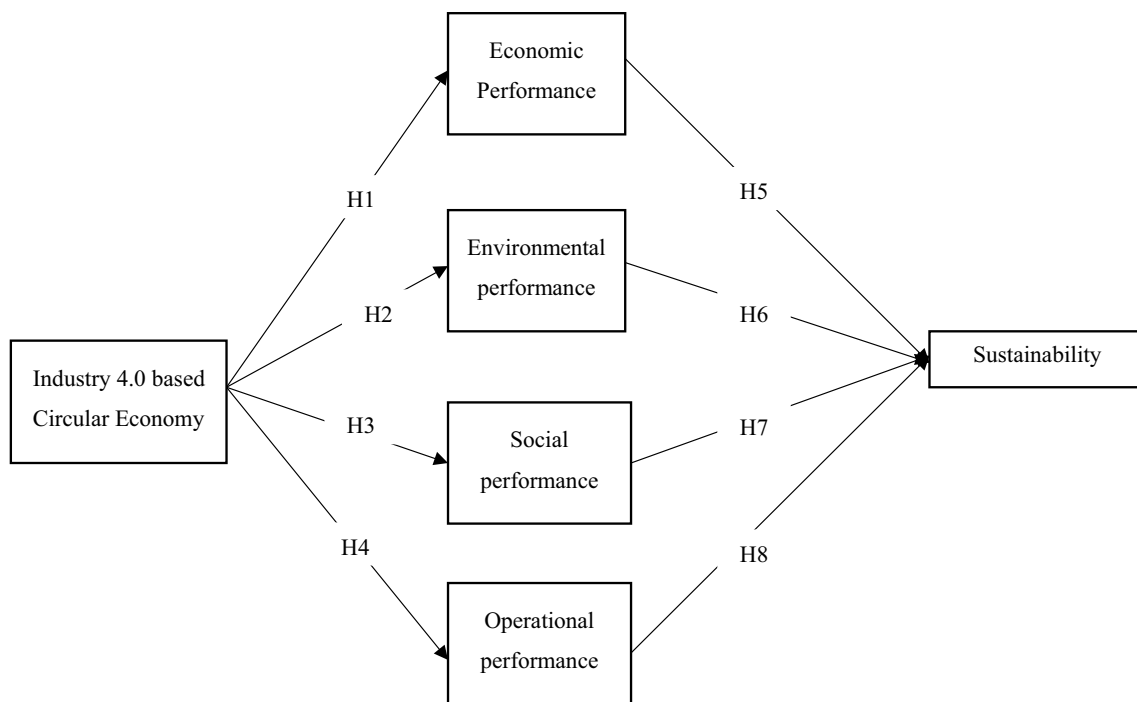 Economic
Performance
H1
H5
Environmental
performance
H2
H6
Industry 4.0 based
Circular Economy
Sustainability
H3
H7
Social
performance
H4
H8
Operational
performance